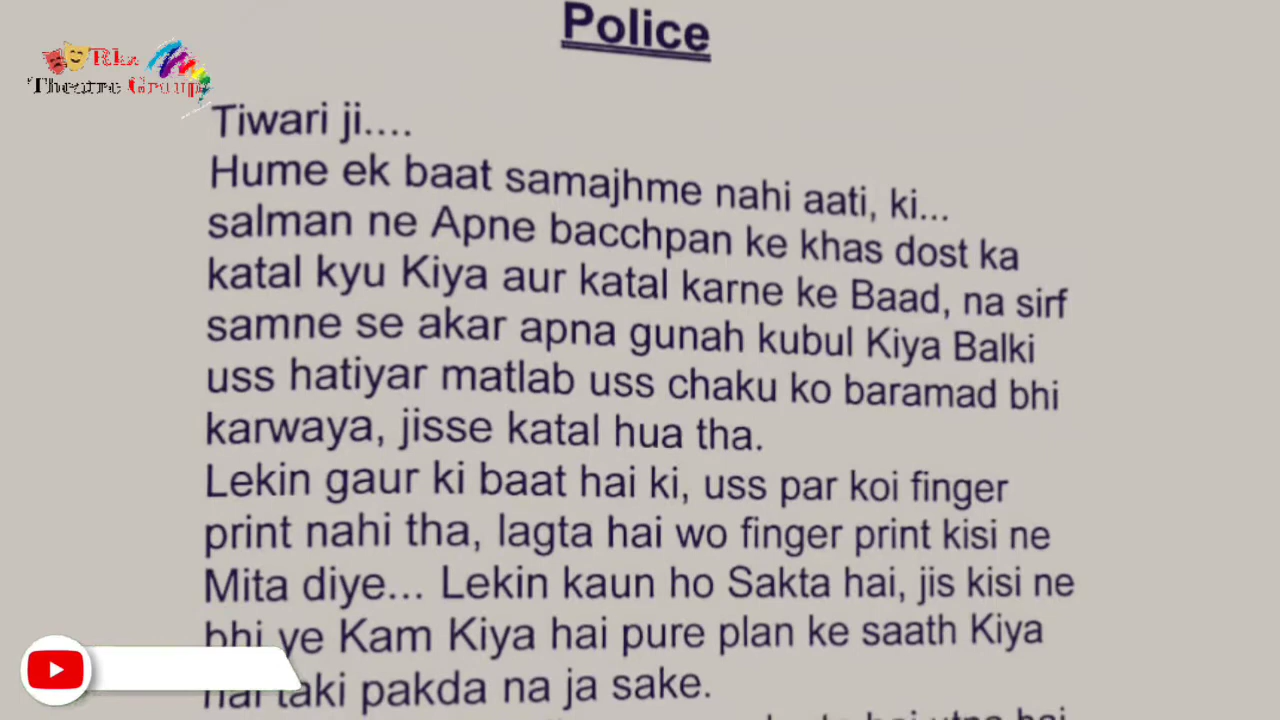 Police
Rks
Theatre Group
Tiwari ji....
Hume ek baat samajhme nahi aati, ki...
salman ne Apne bacchpan ke khas dost ka
katal kyu Kiya aur katal karne ke Baad, na sirf
samne se akar apna gunah kubul Kiya Balki
uss hatiyar matlab uss chaku ko baramad bhi
karwaya, jisse katal hua tha.
Lekin gaur ki baat hai ki, uss par koi finger
print nahi tha, lagta hai wo finger print kisi ne
Mita diye... Lekin kaun ho Sakta hai, jis kisi ne
bhi ye Kam Kiya hai pure plan ke saath Kiya
hai taki pakda na ja sake.